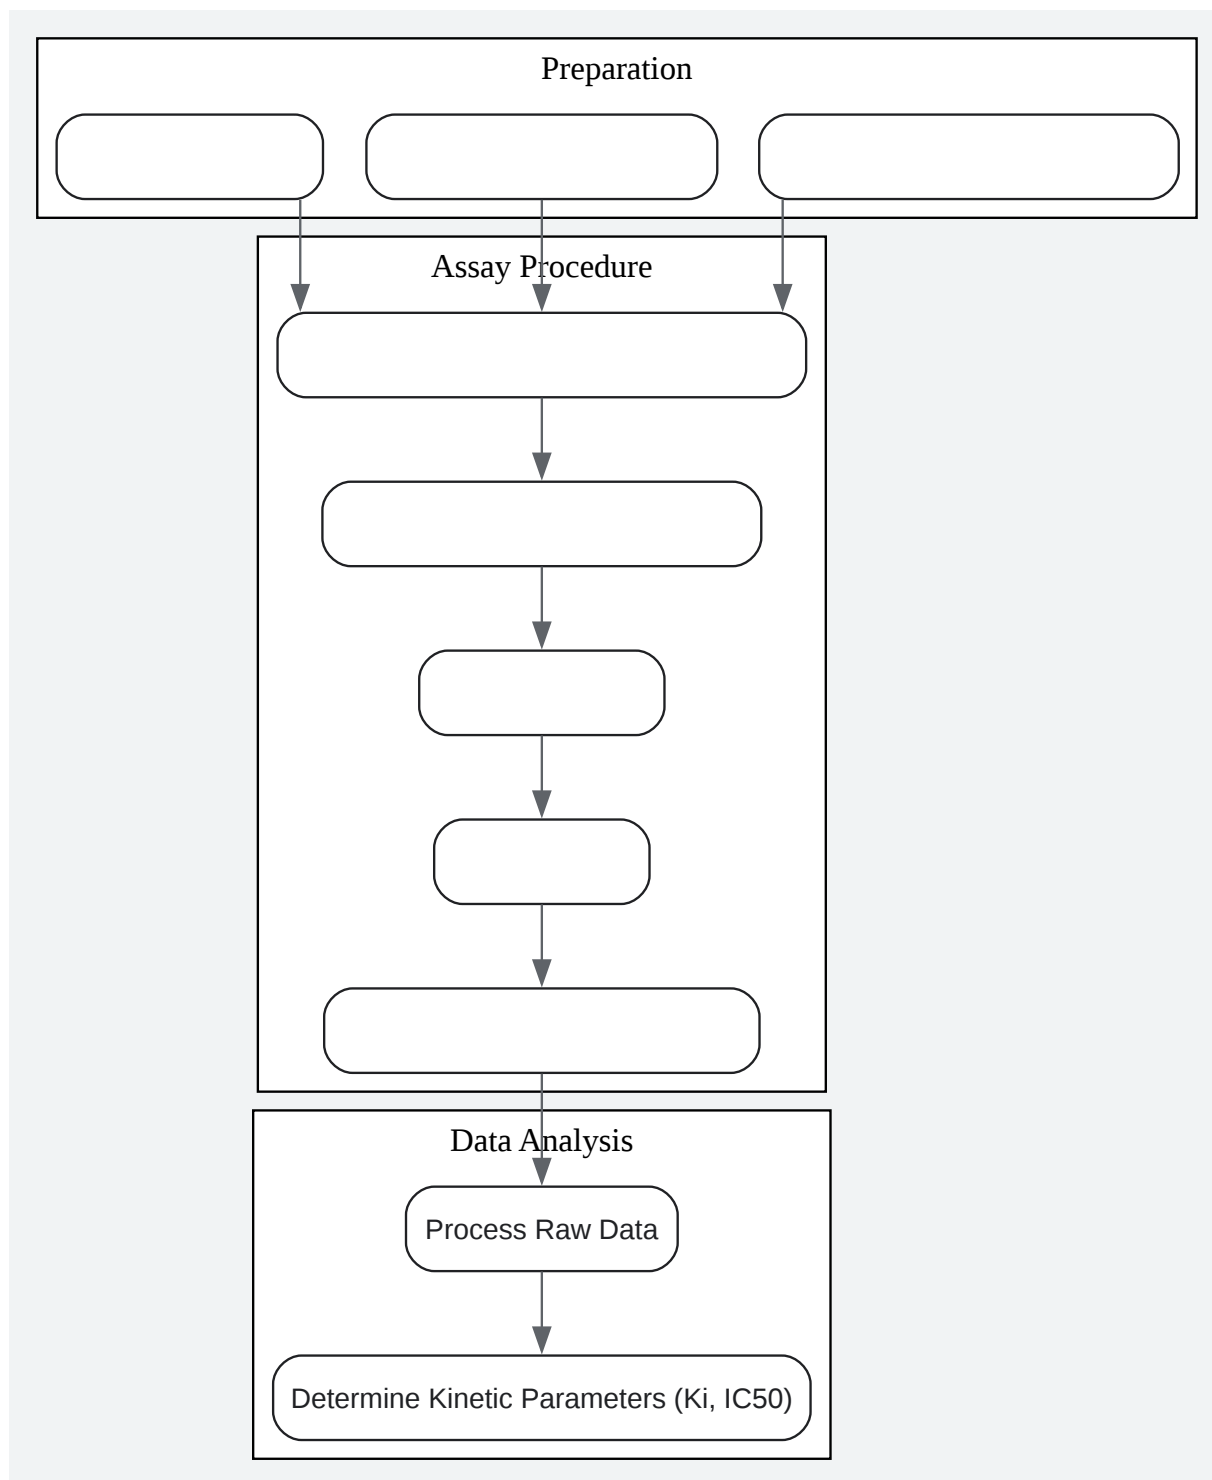 Preparation
Assay Procedure
Data Analysis
Process Raw Data
Determine Kinetic Parameters (Ki, IC50)